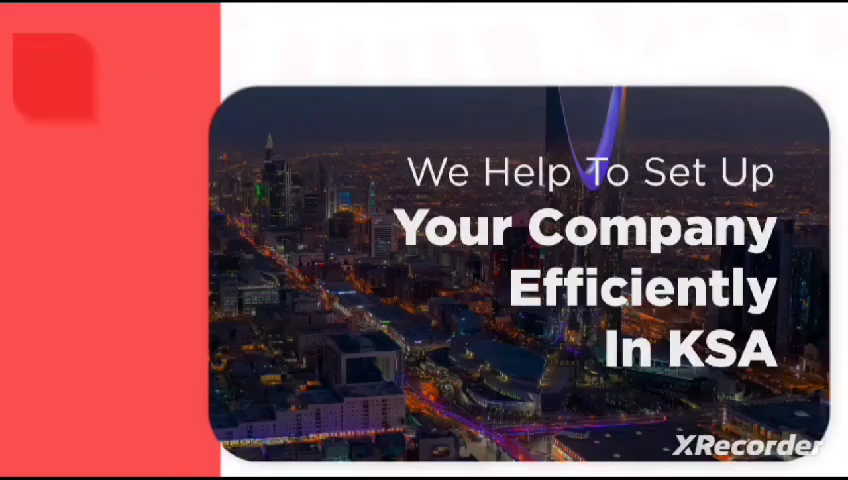 We Help To Set Up
Your Company
Efficiently
In KSA
XRecorder